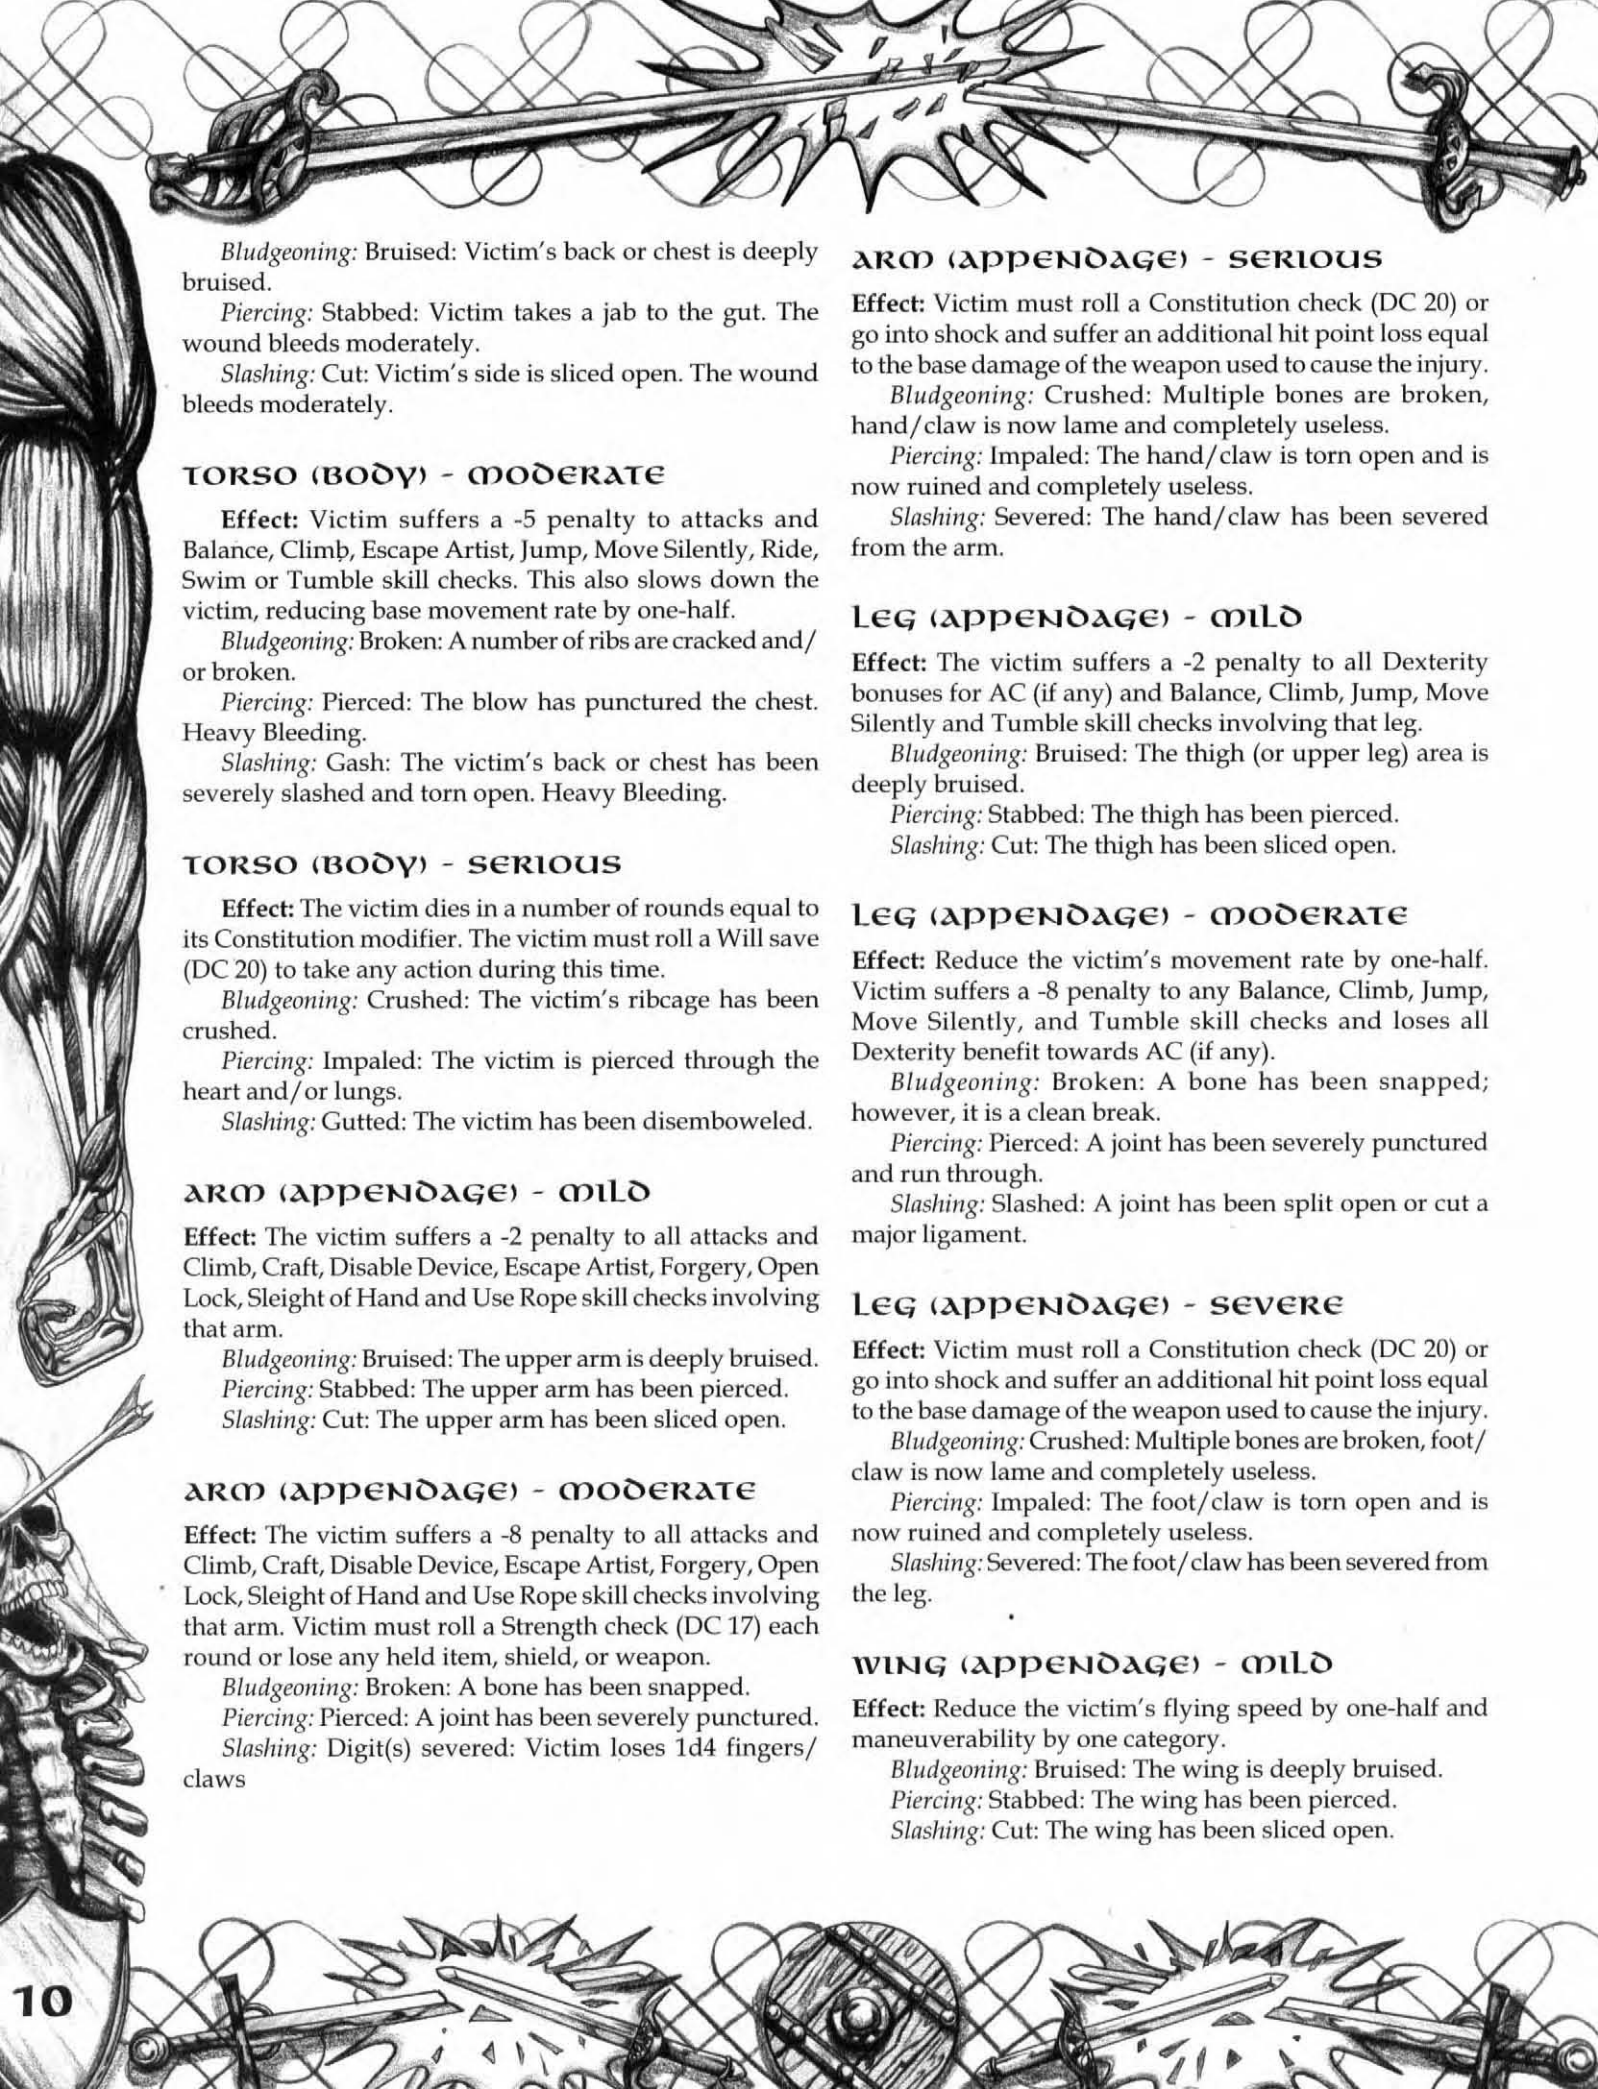 Bludgeoning: Bruised: Victim's back or chest is deeply
bruised.
Piercing: Stabbed: Victim takes a jab to the gut. The
wound bleeds moderately.
Slashing: Cut: Victim's side is sliced open. The wound
bleeds moderately.
TORSO (BODY) - MODERATE
Effect: Victim suffers a -5 penalty to attacks and
Balance, Climb, Escape Artist, Jump, Move Silently, Ride,
Swim or Tumble skill checks. This also slows down the
victim, reducing base movement rate by one-half.
Bludgeoning: Broken: A number of ribs are cracked and/
or broken.
Piercing: Pierced: The blow has punctured the chest.
Heavy Bleeding.
Slashing: Gash: The victim's back or chest has been
severely slashed and torn open. Heavy Bleeding.
TORSO (BODY) - SERIOUS
Effect: The victim dies in a number of rounds equal to
its Constitution modifier. The victim must roll a Will save
(DC 20) to take any action during this time.
Bludgeoning: Crushed: The victim's ribcage has been
crushed.
Piercing: Impaled: The victim is pierced through the
heart and/or lungs.
Slashing: Gutted: The victim has been disemboweled.
ARM (APPENDAGE) - MILD
Effect: The victim suffers a -2 penalty to all attacks and
Climb, Craft, Disable Device, Escape Artist, Forgery, Open
Lock, Sleight of Hand and Use Rope skill checks involving
that arm.
Bludgeoning: Bruised: The upper arm is deeply bruised.
Piercing: Stabbed: The upper arm has been pierced.
Slashing: Cut: The upper arm has been sliced open.
ARM (APPENDAGE) - MODERATE
Effect: The victim suffers a -8 penalty to all attacks and
Climb, Craft, Disable Device, Escape Artist, Forgery, Open
Lock, Sleight of Hand and Use Rope skill checks involving
that arm. Victim must roll a Strength check (DC 17) each
round or lose any held item, shield, or weapon.
Bludgeoning: Broken: A bone has been snapped.
Piercing: Pierced: A joint has been severely punctured.
Slashing: Digit(s) severed: Victim loses 1d4 fingers/
claws
ARM (APPENDAGE) - SERIOUS
Effect: Victim must roll a Constitution check (DC 20) or
go into shock and suffer an additional hit point loss equal
to the base damage of the weapon used to cause the injury.
Bludgeoning: Crushed: Multiple bones are broken,
hand/claw is now lame and completely useless.
Piercing: Impaled: The hand/claw is torn open and is
now ruined and completely useless.
Slashing: Severed: The hand/claw has been severed
from the arm.
LEG (APPENDAGE) - MILD
Effect: The victim suffers a -2 penalty to all Dexterity
bonuses for AC (if any) and Balance, Climb, Jump, Move
Silently and Tumble skill checks involving that leg.
Bludgeoning: Bruised: The thigh (or upper leg) area is
deeply bruised.
Piercing: Stabbed: The thigh has been pierced.
Slashing: Cut: The thigh has been sliced open.
LEG (APPENDAGE) - MODERATE
Effect: Reduce the victim's movement rate by one-half.
Victim suffers a -8 penalty to any Balance, Climb, Jump,
Move Silently, and Tumble skill checks and loses all
Dexterity benefit towards AC (if any).
Bludgeoning: Broken: A bone has been snapped;
however, it is a clean break.
Piercing: Pierced: A joint has been severely punctured
and run through.
Slashing: Slashed: A joint has been split open or cut a
major ligament.
LEG (APPENDAGE) - SEVERE
Effect: Victim must roll a Constitution check (DC 20) or
go into shock and suffer an additional hit point loss equal
to the base damage of the weapon used to cause the injury.
Bludgeoning: Crushed: Multiple bones are broken, foot/
claw is now lame and completely useless.
Piercing: Impaled: The foot/claw is torn open and is
now ruined and completely useless.
Slashing: Severed: The foot/claw has been severed from
the leg.
WING (APPENDAGE) - MILD
Effect: Reduce the victim's flying speed by one-half and
maneuverability by one category.
Bludgeoning: Bruised: The wing is deeply bruised.
Piercing: Stabbed: The wing has been pierced.
Slashing: Cut: The wing has been sliced open.
10